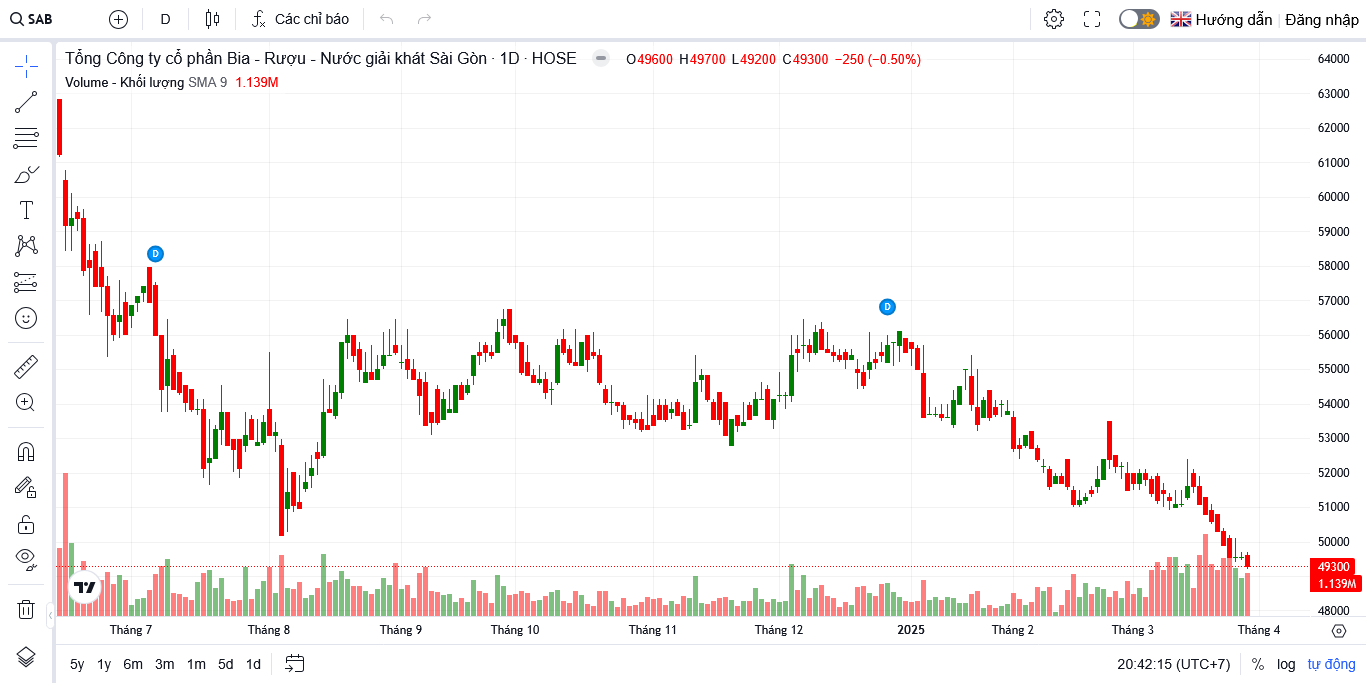 SAB D Các chỉ báo Hướng dẫn Đăng nhập
Tổng Công ty cổ phần Bia - Rượu - Nước giải khát Sài Gòn · 1D · HOSE O49600 H49700 L49200 C49300 −250 (−0.50%)
Volume - Khối lượng SMA 9 1.139M
64000
63000
62000
61000
60000
59000
D
58000
57000
D
56000
55000
54000
53000
52000
51000
50000
49300
1.139M
48000
Tháng 7 Tháng 8 Tháng 9 Tháng 10 Tháng 11 Tháng 12 2025 Tháng 2 Tháng 3 Tháng 4
5y 1y 6m 3m 1m 5d 1d 20:42:15 (UTC+7) % log tự động